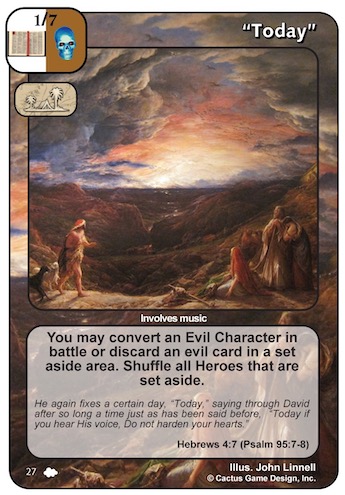 1/7
“Today”
Involves music
You may convert an Evil Character in
battle or discard an evil card in a set
aside area. Shuffle all Heroes that are
set aside.
He again fixes a certain day, “Today,” saying through David
after so long a time just as has been said before, “Today if
you hear His voice, Do not harden your hearts.”
Hebrews 4:7 (Psalm 95:7-8)
27
Illus. John Linnell
© Cactus Game Design, Inc.